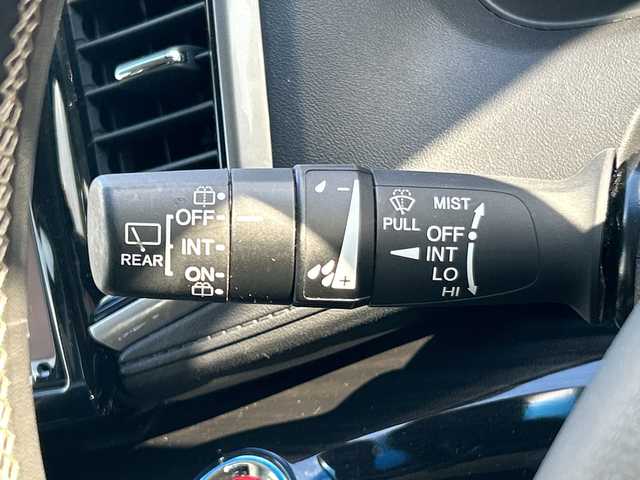 OFF
REAR
INT
ON
- 
+
PULL
MIST
OFF
INT
LO
HI